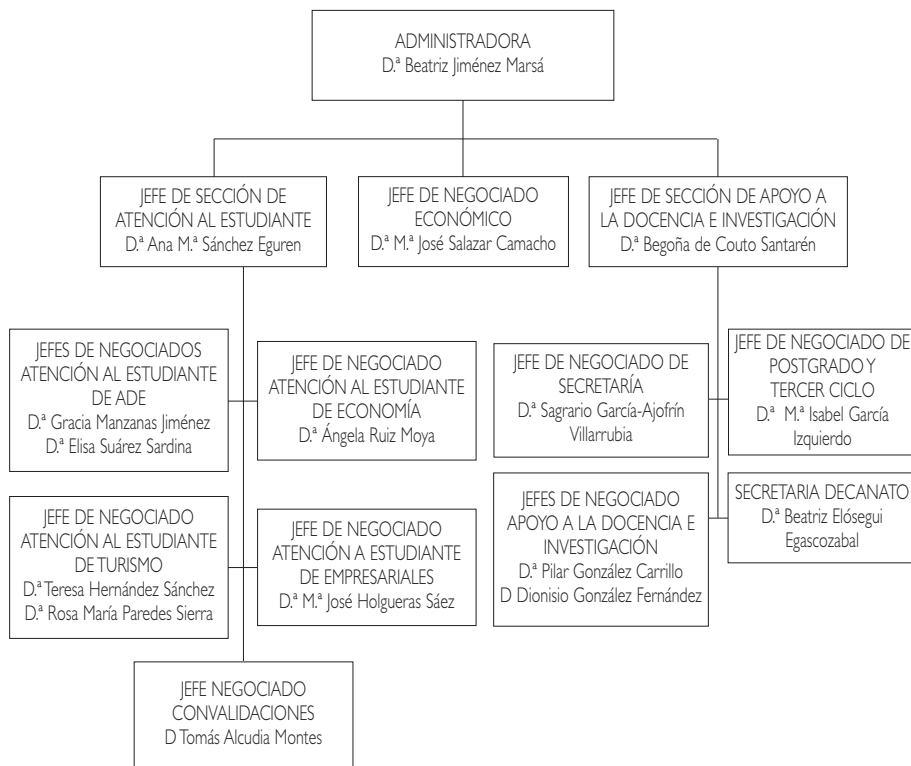 ADMINISTRADORA
D.ª Beatriz Jiménez Marsá
JEFE DE SECCIÓN DE
ATENCIÓN AL ESTUDIANTE
D.ª Ana M.ª Sánchez Eguren
JEFE DE NEGOCIADO
ECONÓMICO
D.ª M.ª José Salazar Camacho
JEFE DE SECCIÓN DE APOYO A
LA DOCENCIA E INVESTIGACIÓN
D.ª Begoña de Couto Santarén
JEFES DE NEGOCIADOS
ATENCIÓN AL ESTUDIANTE
DE ADE
D.ª Gracia Manzanas Jiménez
D.ª Elisa Suárez Sardina
JEFE DE NEGOCIADO
ATENCIÓN AL ESTUDIANTE
DE ECONOMÍA
D.ª Ángela Ruiz Moya
JEFE DE NEGOCIADO DE
SECRETARÍA
D.ª Sagrario García-Ajofrín
Villarrubia
JEFE DE NEGOCIADO DE
POSTGRADO Y
TERCER CICLO
D.ª M.ª Isabel García
Izquierdo
JEFE DE NEGOCIADO
ATENCIÓN AL ESTUDIANTE
DE TURISMO
D.ª Teresa Hernández Sánchez
D.ª Rosa María Paredes Sierra
JEFE DE NEGOCIADO
ATENCIÓN A ESTUDIANTE
DE EMPRESARIALES
D.ª M.ª José Holgueras Sáez
JEFES DE NEGOCIADO
APOYO A LA DOCENCIA E
INVESTIGACIÓN
D.ª Pilar González Carrillo
D Dionisio González Fernández
SECRETARIA DECANATO
D.ª Beatriz Elósegui
Egascozabal
JEFE NEGOCIADO
CONVALIDACIONES
D Tomás Alcudia Montes